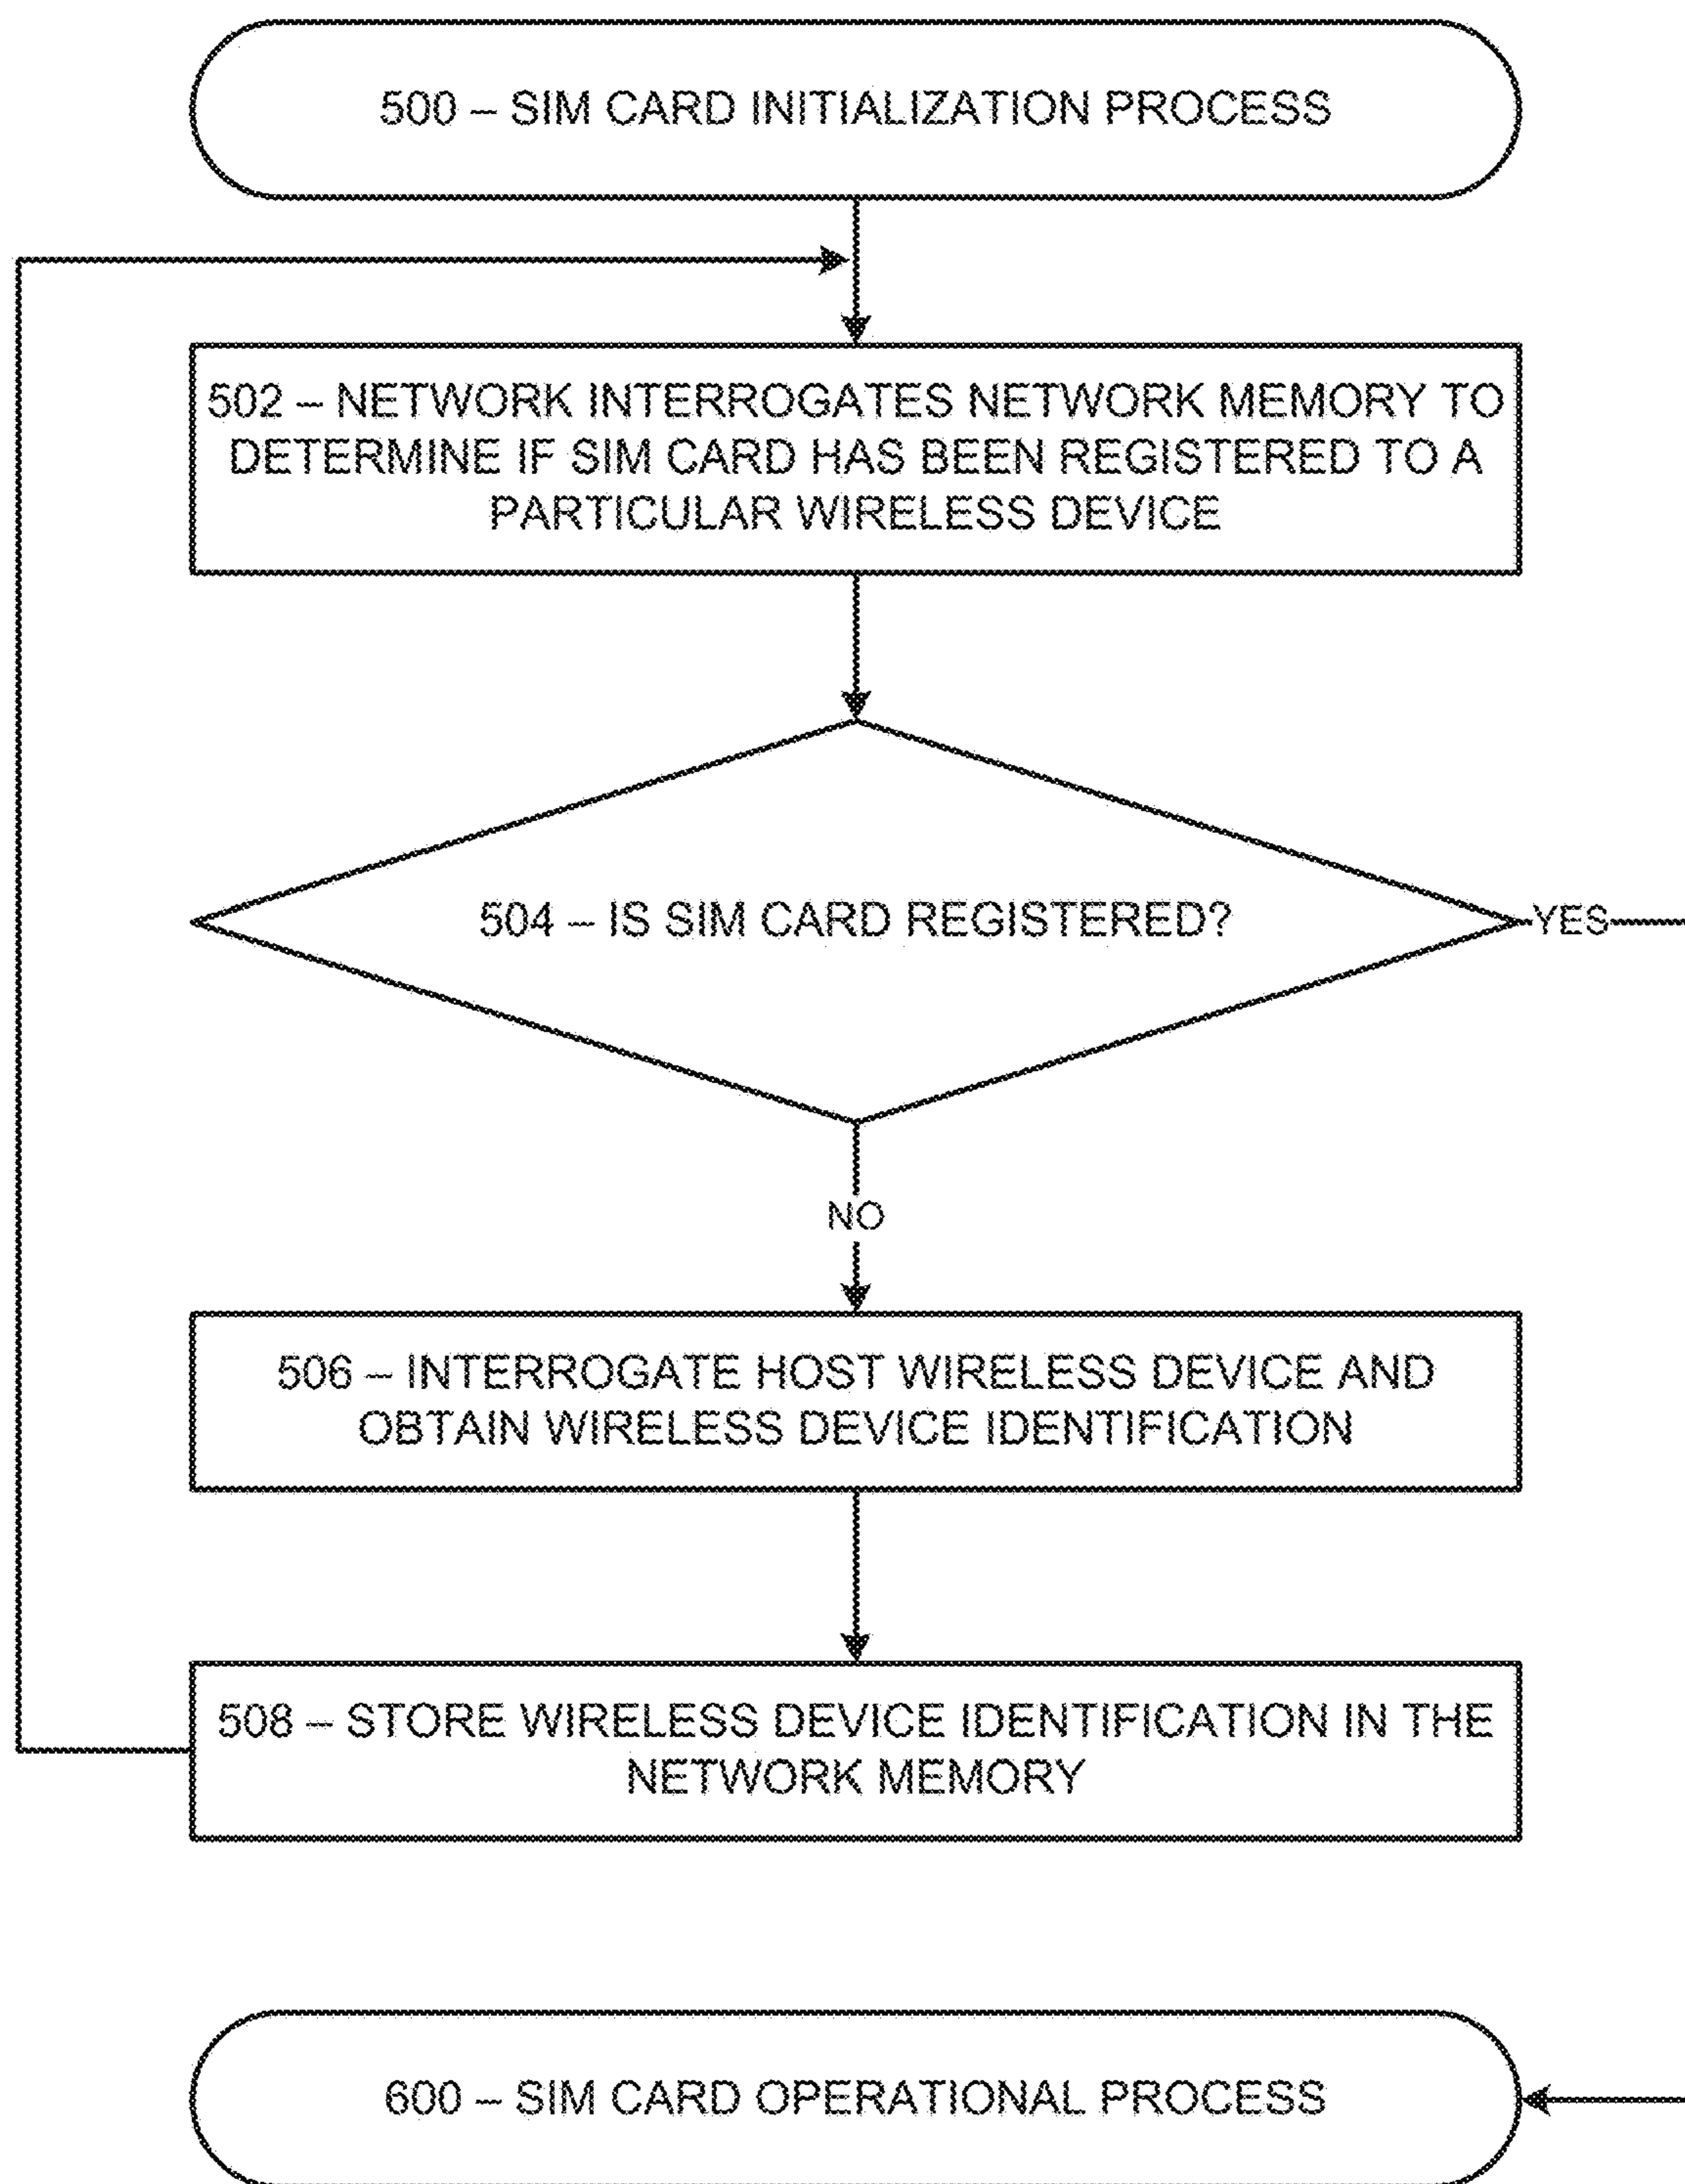 500 – SIM CARD INITIALIZATION PROCESS
502 – NETWORK INTERROGATES NETWORK MEMORY TO
DETERMINE IF SIM CARD HAS BEEN REGISTERED TO A
PARTICULAR WIRELESS DEVICE
504 – IS SIM CARD REGISTERED?
YES
NO
506 – INTERROGATE HOST WIRELESS DEVICE AND
OBTAIN WIRELESS DEVICE IDENTIFICATION
508 – STORE WIRELESS DEVICE IDENTIFICATION IN THE
NETWORK MEMORY
600 – SIM CARD OPERATIONAL PROCESS